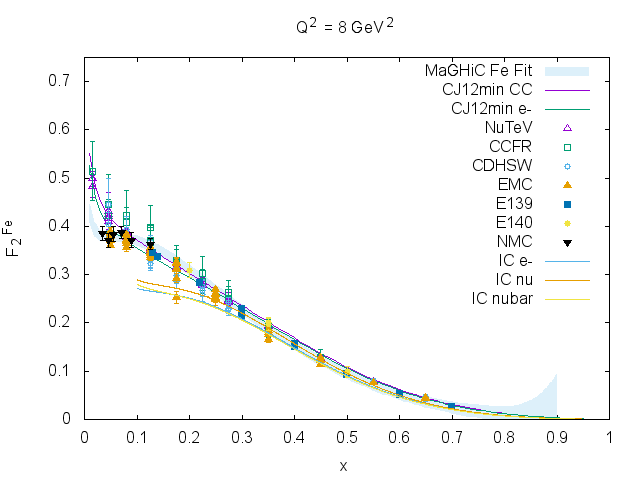 Q² = 8 GeV²
MaGHiC Fe Fit
CJ12min CC
CJ12min e-
NuTeV
CCFR
CDHSW
EMC
E139
E140
NMC
IC e-
IC nu
IC nubar
F₂ Fe
0.7
0.6
0.5
0.4
0.3
0.2
0.1
0
0 0.1 0.2 0.3 0.4 0.5 0.6 0.7 0.8 0.9 1
x